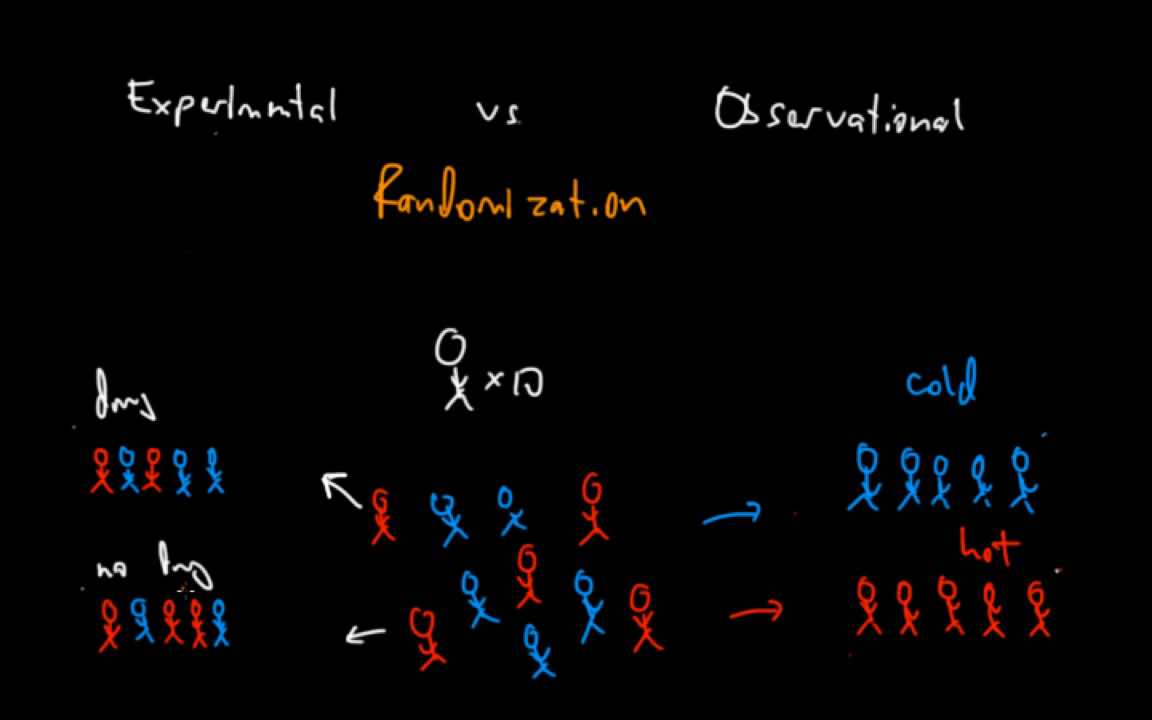 Experimental vs Observational
Randomization
×10
drug
cold
no drug
hot